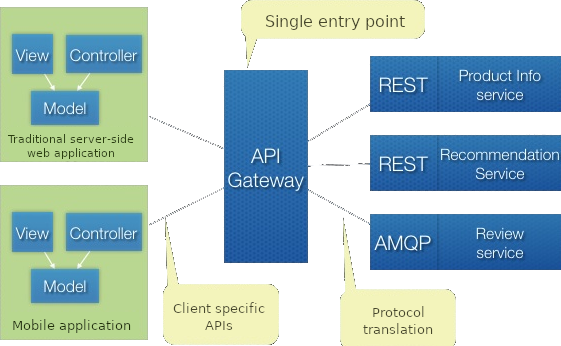 Single entry point
View
Controller
Model
Traditional server-side
web application
API
Gateway
REST
Product Info
service
REST
Recommendation
Service
AMQP
Review
service
View
Controller
Model
Mobile application
Client specific
APIs
Protocol
translation